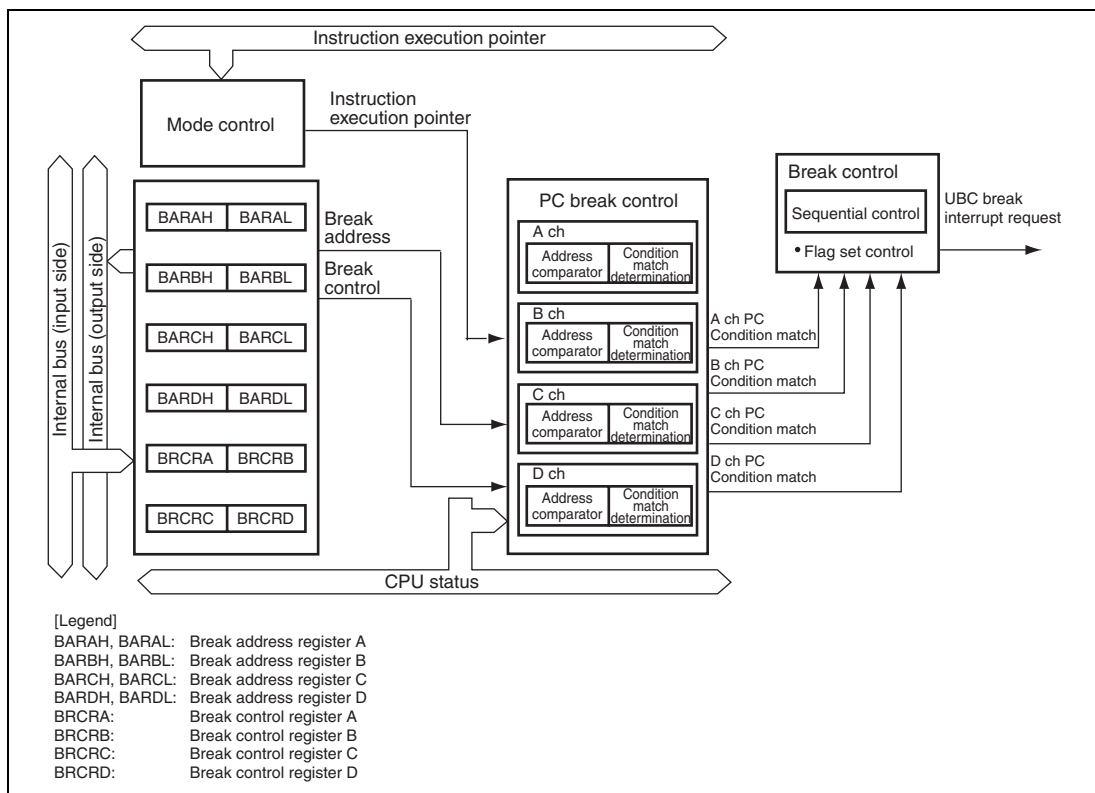 Instruction execution pointer
Mode control
Instruction
execution pointer
Internal bus (input side)
Internal bus (output side)
BARAH BARAL
BARBH BARBL
BARCH BARCL
BARDH BARDL
BRCRA BRCRB
BRCRC BRCRD
Break
address
Break
control
PC break control
A ch
Address
comparator
Condition
match
determination
B ch
Address
comparator
Condition
match
determination
C ch
Address
comparator
Condition
match
determination
D ch
Address
comparator
Condition
match
determination
A ch PC
Condition match
B ch PC
Condition match
C ch PC
Condition match
D ch PC
Condition match
Break control
Sequential control
• Flag set control
UBC break
interrupt request
CPU status
[Legend]
BARAH, BARAL: Break address register A
BARBH, BARBL: Break address register B
BARCH, BARCL: Break address register C
BARDH, BARDL: Break address register D
BRCRA: Break control register A
BRCRB: Break control register B
BRCRC: Break control register C
BRCRD: Break control register D